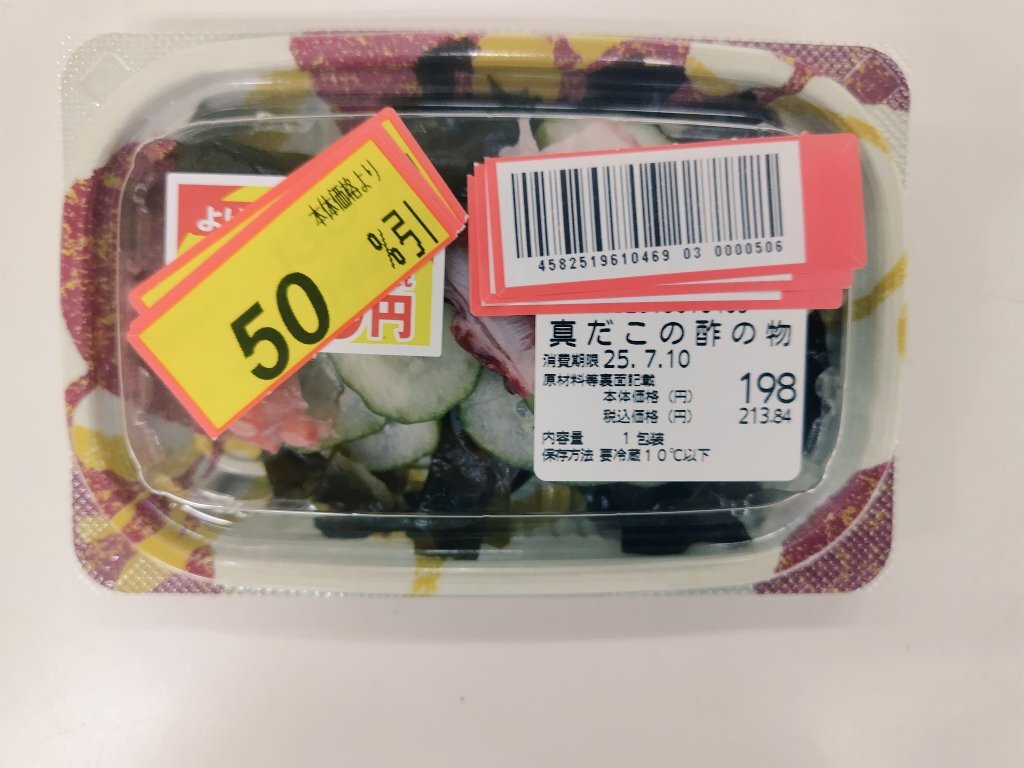 より
本体価格より
50%引
円
4582519610469 03 0000506
真だこの酢の物
消費期限 25.7.10
原材料等裏面記載
本体価格(円) 198
税込価格(円) 213.84
内容量 1包装
保存方法 要冷蔵10℃以下